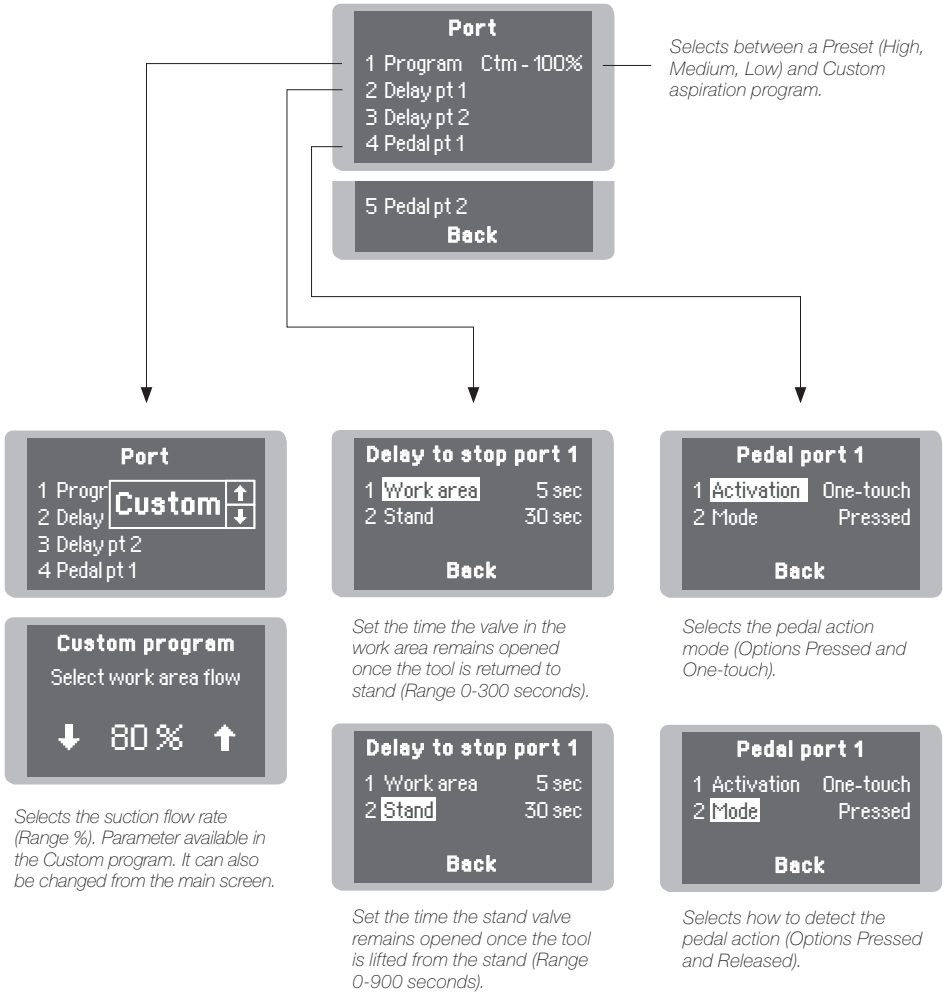 Port
1 Program Ctm - 100%
2 Delay pt 1
3 Delay pt 2
4 Pedal pt 1
5 Pedal pt 2
Back
Selects between a Preset (High,
Medium, Low) and Custom
aspiration program.
Port
1 Progr
2 Delay
Custom
3 Delay pt 2
4 Pedal pt 1
Custom program
Select work area flow
80 %
Selects the suction flow rate
(Range %). Parameter available in
the Custom program. It can also
be changed from the main screen.
Delay to stop port 1
1 Work area 5 sec
2 Stand 30 sec
Back
Set the time the valve in the
work area remains opened
once the tool is returned to
stand (Range 0-300 seconds).
Delay to stop port 1
1 Work area 5 sec
2 Stand 30 sec
Back
Set the time the stand valve
remains opened once the tool
is lifted from the stand (Range
0-900 seconds).
Pedal port 1
1 Activation One-touch
2 Mode Pressed
Back
Selects the pedal action
mode (Options Pressed and
One-touch).
Pedal port 1
1 Activation One-touch
2 Mode Pressed
Back
Selects how to detect the
pedal action (Options Pressed
and Released).